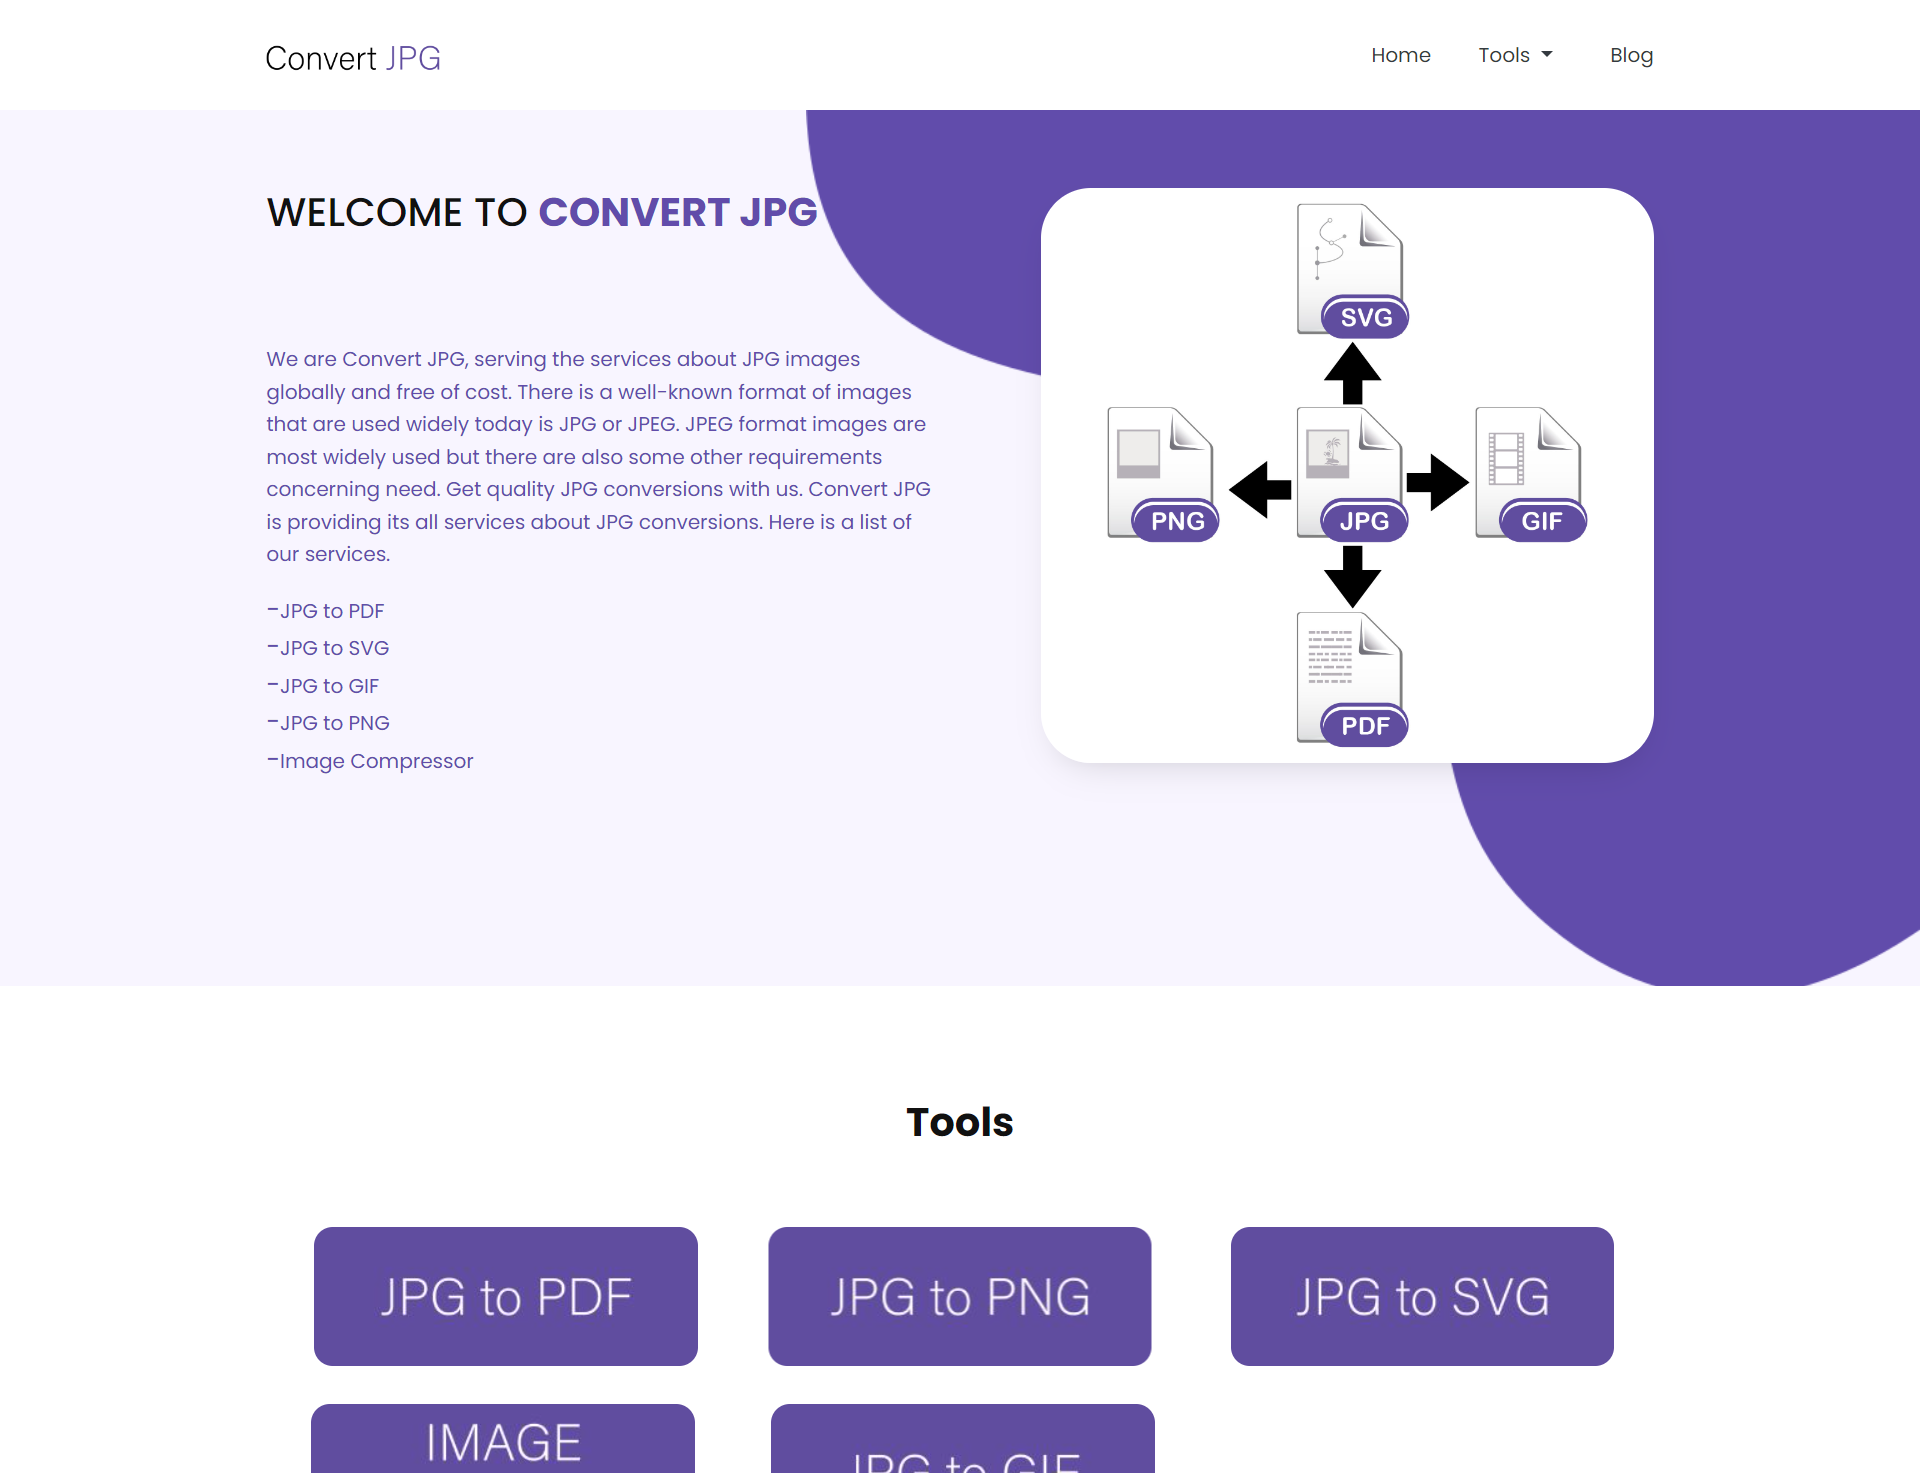 Convert JPG
Home Tools Blog
WELCOME TO CONVERT JPG
We are Convert JPG, serving the services about JPG images
globally and free of cost. There is a well-known format of images
that are used widely today is JPG or JPEG. JPEG format images are
most widely used but there are also some other requirements
concerning need. Get quality JPG conversions with us. Convert JPG
is providing its all services about JPG conversions. Here is a list of
our services.
-JPG to PDF
-JPG to SVG
-JPG to GIF
-JPG to PNG
-Image Compressor
SVG
PNG JPG GIF
PDF
Tools
JPG to PDF JPG to PNG JPG to SVG
IMAGE
JPG to GIF